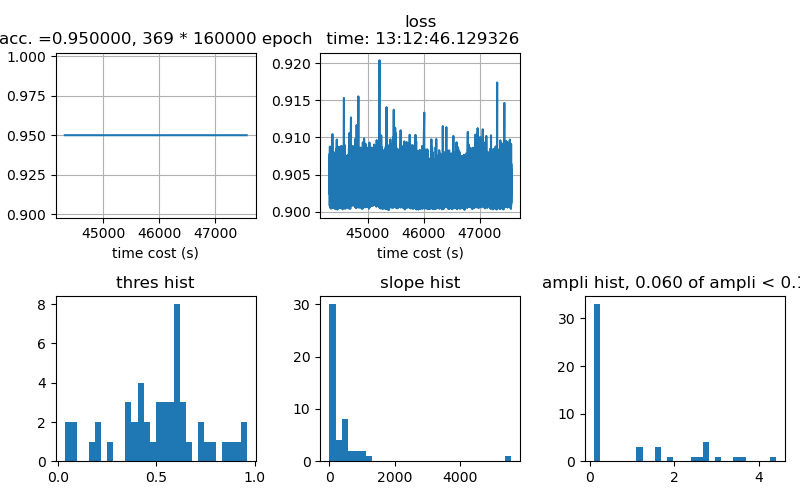 acc. =0.950000, 369 * 160000 epoch
loss
time: 13:12:46.129326
1.000
0.975
0.950
0.925
0.900
45000 46000 47000
time cost (s)
0.920
0.915
0.910
0.905
0.900
45000 46000 47000
time cost (s)
thres hist
8
6
4
2
0
0.0 0.5 1.0
slope hist
30
20
10
0
0 2000 4000
ampli hist, 0.060 of ampli < 0.1
30
20
10
0
0 2 4